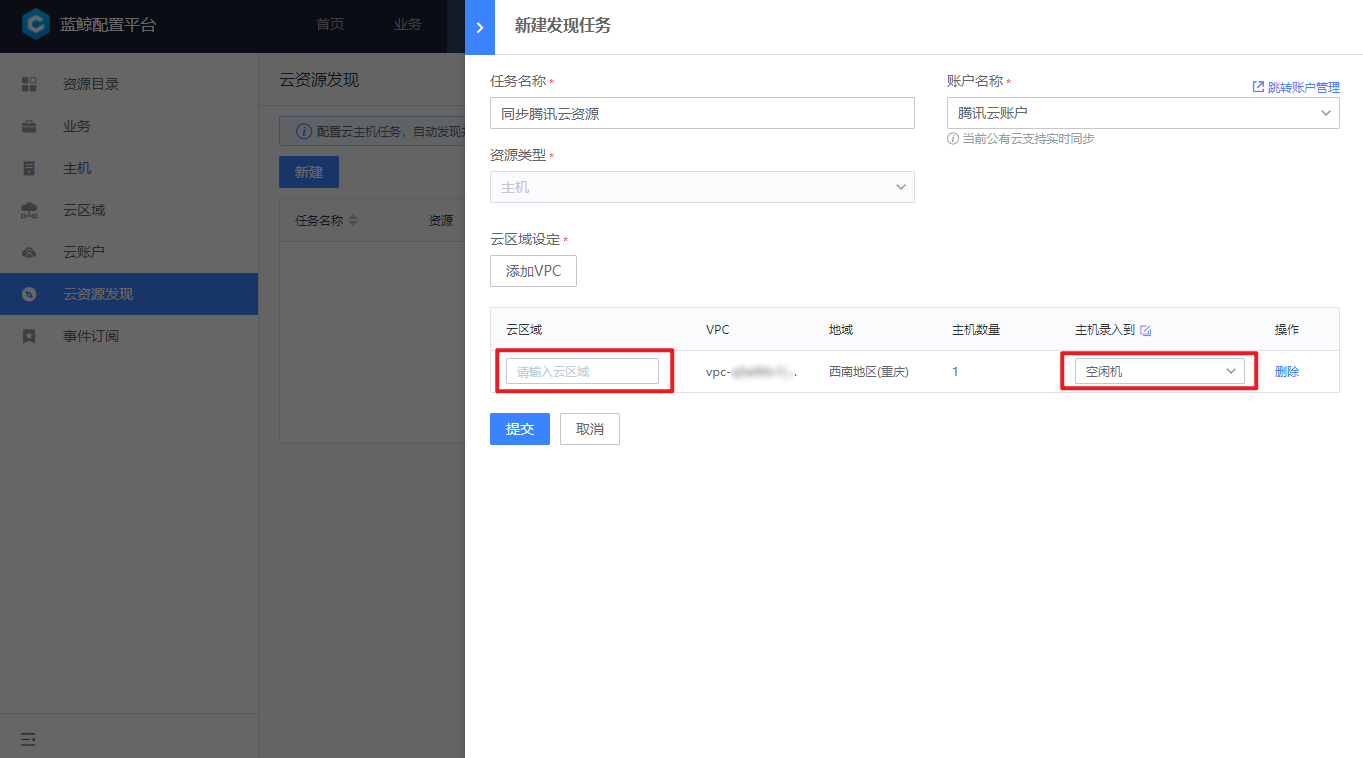 蓝鲸配置平台
首页
业务
资源目录
业务
主机
云区域
云账户
云资源发现
事件订阅
云资源发现
配置云主机任务，自动发现
新建
任务名称
资源
新建发现任务
任务名称*
同步腾讯云资源
账户名称*
跳转账户管理
腾讯云账户
当前公有云支持实时同步
资源类型*
主机
云区域设定*
添加VPC
云区域 VPC 地域 主机数量 主机录入到 操作
请输入云区域 vpc- 西南地区(重庆) 1 空闲机 删除
提交
取消